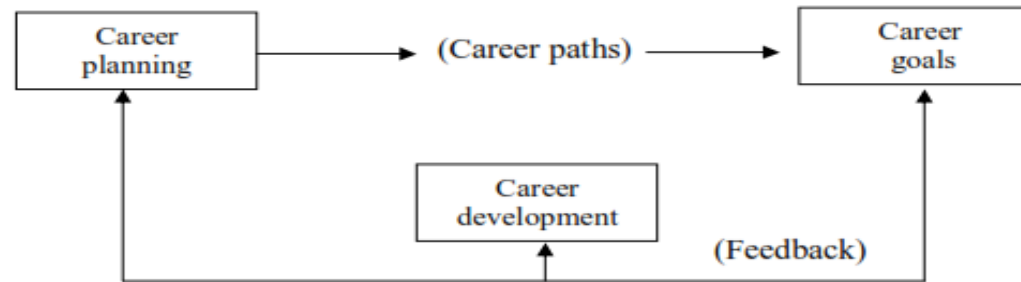 Career
planning
(Career paths)
Career
goals
Career
development
(Feedback)